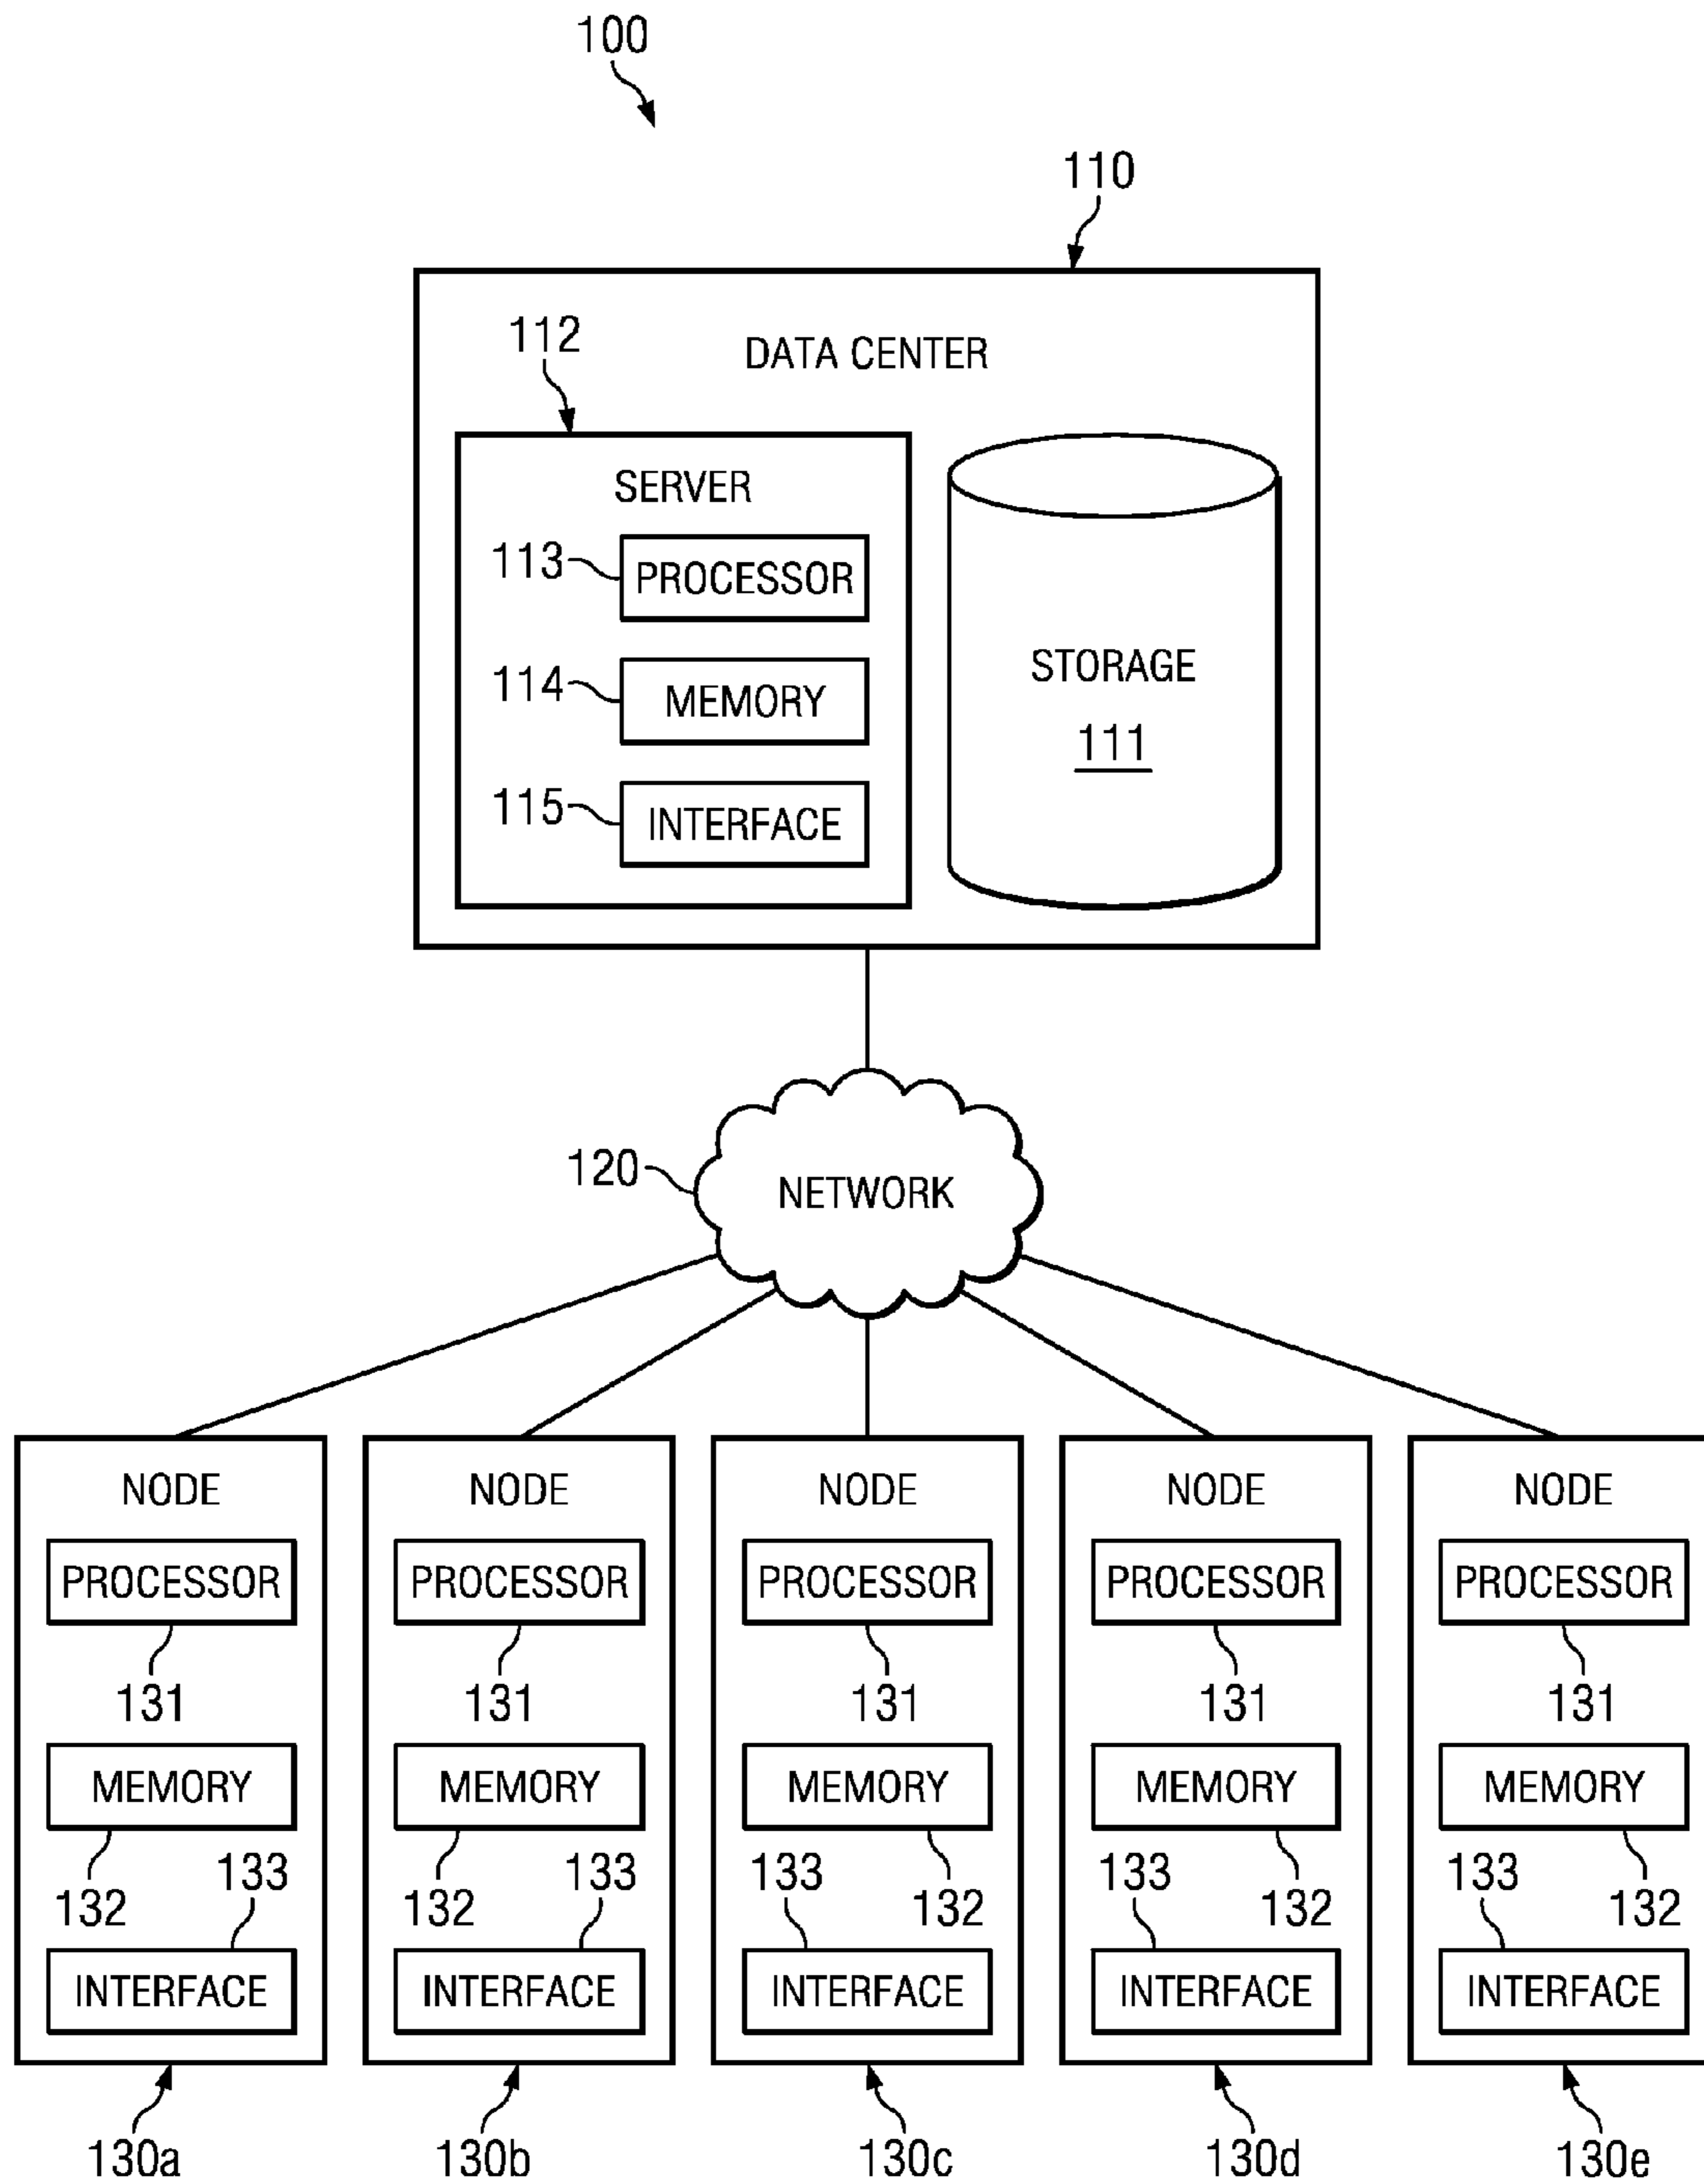 100
110
112
DATA CENTER
SERVER
113 PROCESSOR
114 MEMORY
115 INTERFACE
STORAGE
111
120 NETWORK
NODE NODE NODE NODE NODE
PROCESSOR PROCESSOR PROCESSOR PROCESSOR PROCESSOR
131 131 131 131 131
MEMORY MEMORY MEMORY MEMORY MEMORY
132 133 132 133 133 132 133 132 133 132
INTERFACE INTERFACE INTERFACE INTERFACE INTERFACE
130a 130b 130c 130d 130e